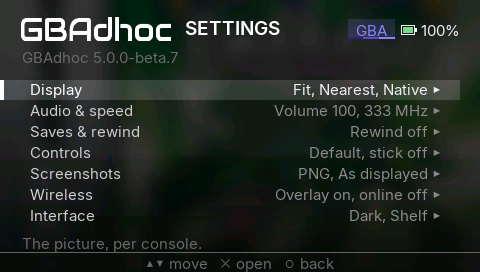 GBAdhoc SETTINGS GBA 100%
GBAdhoc 5.0.0-beta.7
Display Fit, Nearest, Native ▸
Audio & speed Volume 100, 333 MHz ▸
Saves & rewind Rewind off ▸
Controls Default, stick off ▸
Screenshots PNG, As displayed ▸
Wireless Overlay on, online off ▸
Interface Dark, Shelf ▸
The picture, per console.
▲▼ move ✕ open ○ back